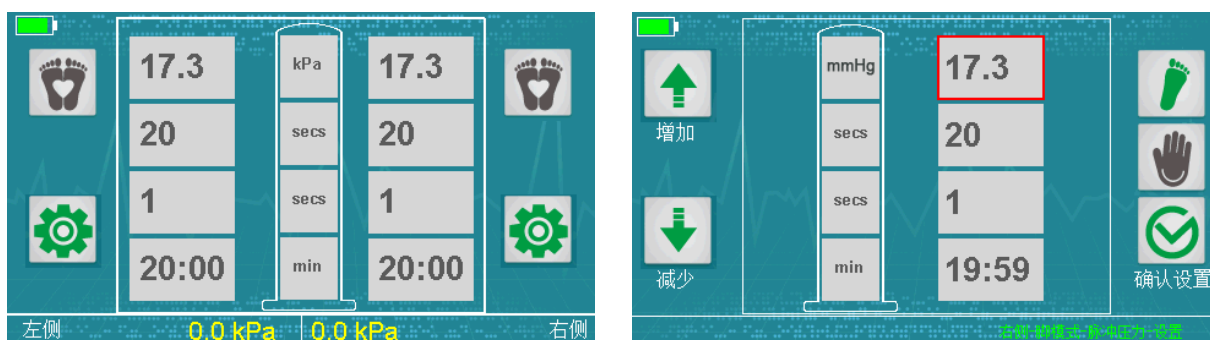 17.3 kPa 17.3
20 secs 20
1 secs 1
20:00 min 20:00
左侧 0.0 kPa 0.0 kPa 右侧
mmHg 17.3
增加 secs 20
secs 1
减少 min 19:59 确认设置
右侧-脚模式-脉冲压力-设置